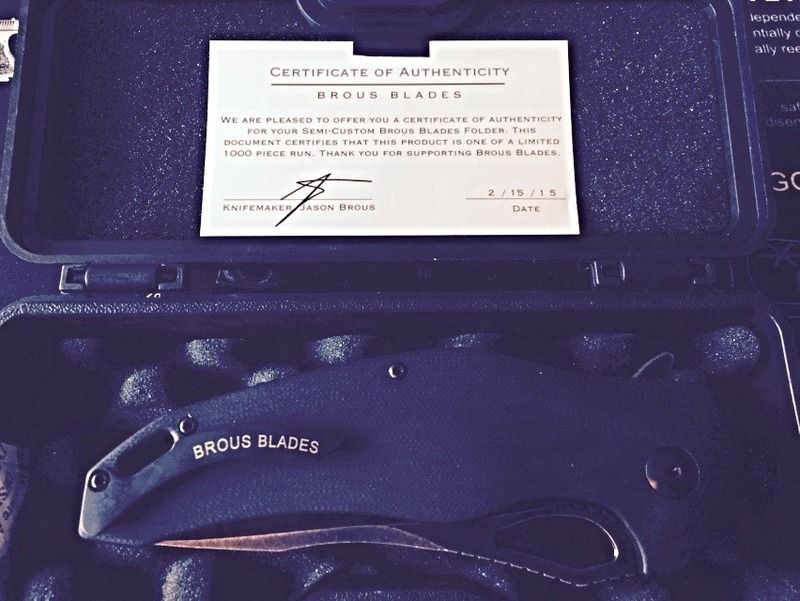 CERTIFICATE OF AUTHENTICITY
BROUS BLADES
WE ARE PLEASED TO OFFER YOU A CERTIFICATE OF AUTHENTICITY
FOR YOUR SEMI-CUSTOM BROUS BLADES FOLDER. THIS
DOCUMENT CERTIFIES THAT THIS PRODUCT IS ONE OF A LIMITED
1000 PIECE RUN. THANK YOU FOR SUPPORTING BROUS BLADES.
2 / 15 / 15
KNIFEMAKER JASON BROUS
DATE
18
BROUS BLADES